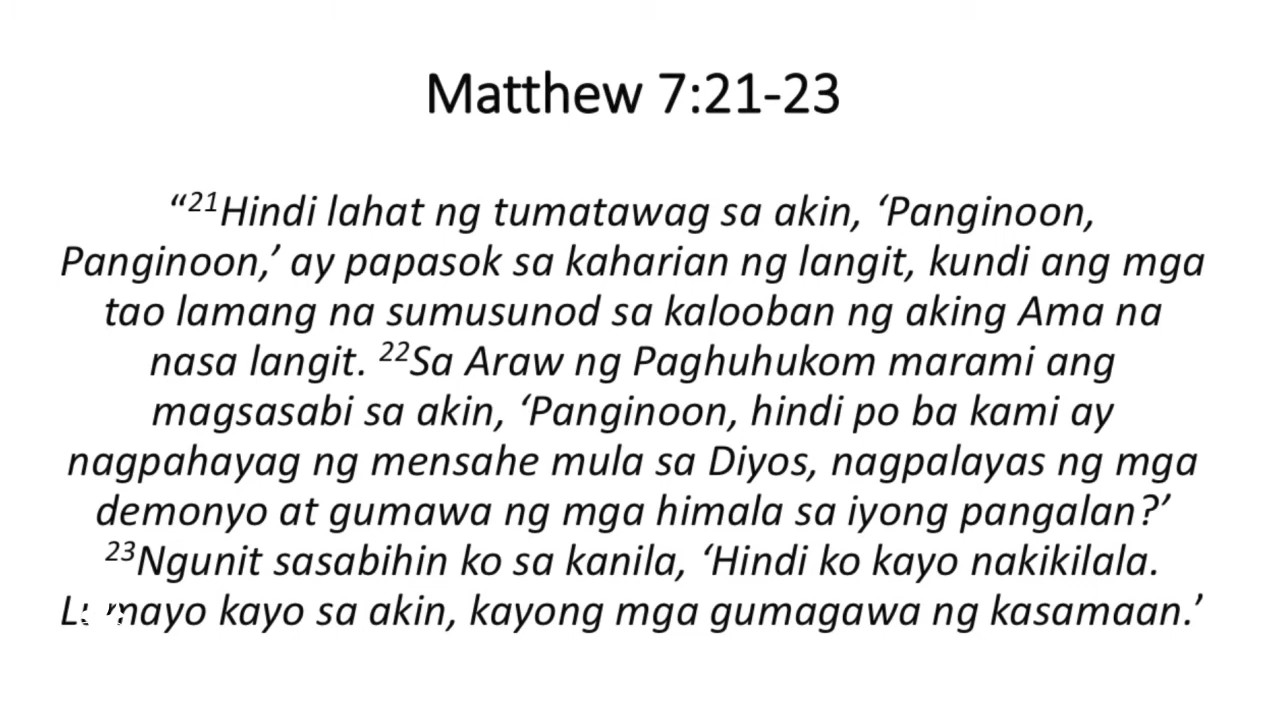 Matthew 7:21-23
“21Hindi lahat ng tumatawag sa akin, ‘Panginoon,
Panginoon,’ ay papasok sa kaharian ng langit, kundi ang mga
tao lamang na sumusunod sa kalooban ng aking Ama na
nasa langit. 22Sa Araw ng Paghuhukom marami ang
magsasabi sa akin, ‘Panginoon, hindi po ba kami ay
nagpahayag ng mensahe mula sa Diyos, nagpalayas ng mga
demonyo at gumawa ng mga himala sa iyong pangalan?’
23Ngunit sasabihin ko sa kanila, ‘Hindi ko kayo nakikilala.
kayo sa akin, kayong mga gumagawa ng kasamaan.’